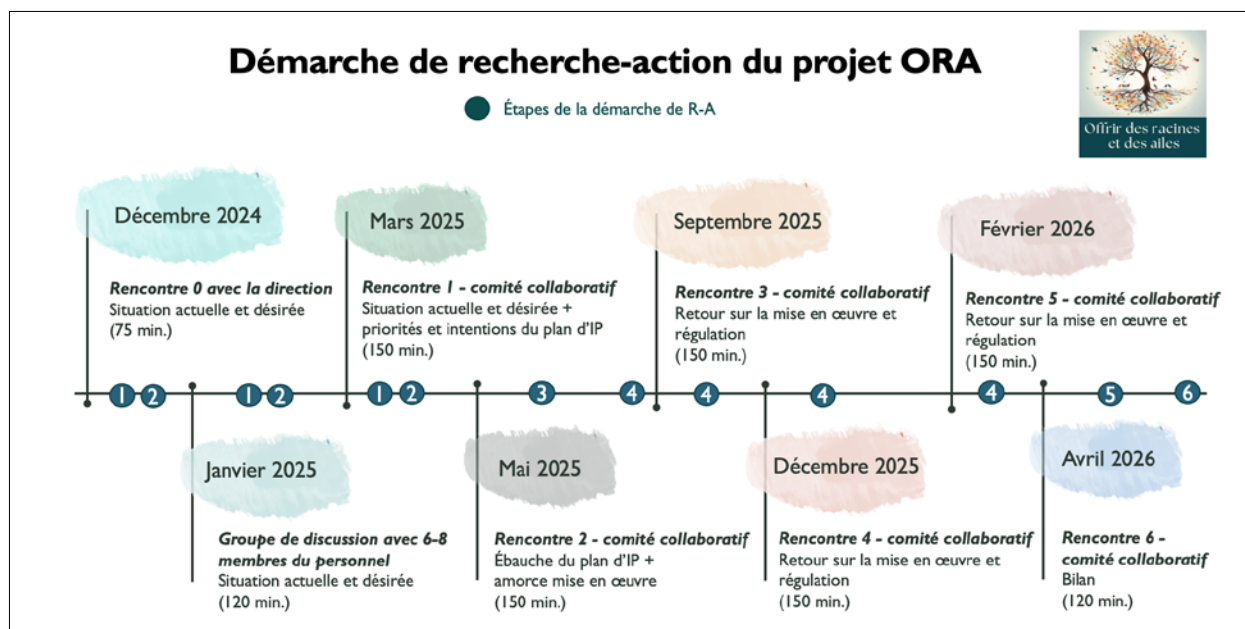 Démarche de recherche-action du projet ORA
Étapes de la démarche de R-A
Offrir des racines
et des ailes
Décembre 2024
Rencontre 0 avec la direction
Situation actuelle et désirée
(75 min.)
Mars 2025
Rencontre 1 - comité collaboratif
Situation actuelle et désirée +
priorités et intentions du plan d'IP
(150 min.)
Septembre 2025
Rencontre 3 - comité collaboratif
Retour sur la mise en œuvre et
régulation
(150 min.)
Février 2026
Rencontre 5 - comité collaboratif
Retour sur la mise en œuvre et
régulation
(150 min.)
1 2 1 2 1 2 3 4 4 4 4 5 6
Janvier 2025
Groupe de discussion avec 6-8
membres du personnel
Situation actuelle et désirée
(120 min.)
Mai 2025
Rencontre 2 - comité collaboratif
Ébauche du plan d'IP +
amorce mise en œuvre
(150 min.)
Décembre 2025
Rencontre 4 - comité collaboratif
Retour sur la mise en œuvre et
régulation
(150 min.)
Avril 2026
Rencontre 6 -
comité collaboratif
Bilan
(120 min.)